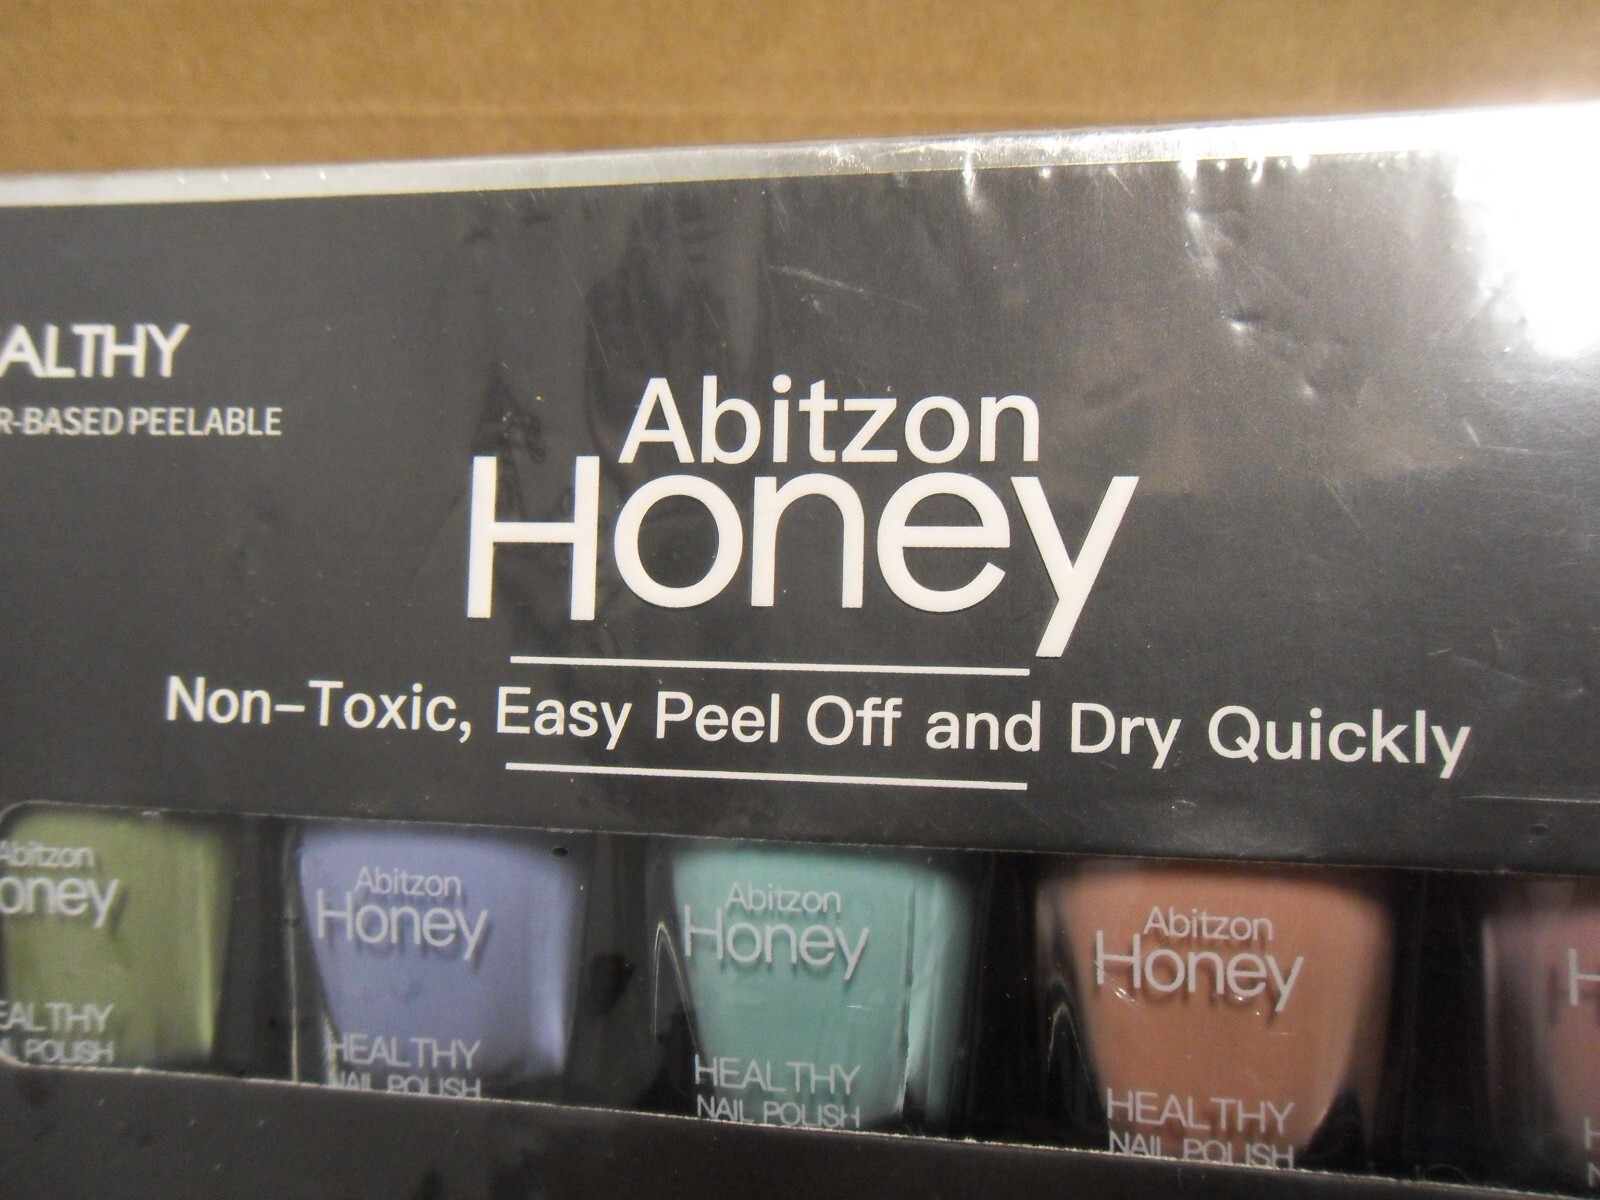 ALTHY
R-BASED PEELABLE
Abitzon
Honey
Non-Toxic, Easy Peel Off and Dry Quickly
Abitzon
oney
EALTHY
POLISH
Abitzon
Honey
HEALTHY
NAIL POLISH
Abitzon
Honey
HEALTHY
NAIL POLISH
Abitzon
Honey
HEALTHY
NAIL POLISH
H